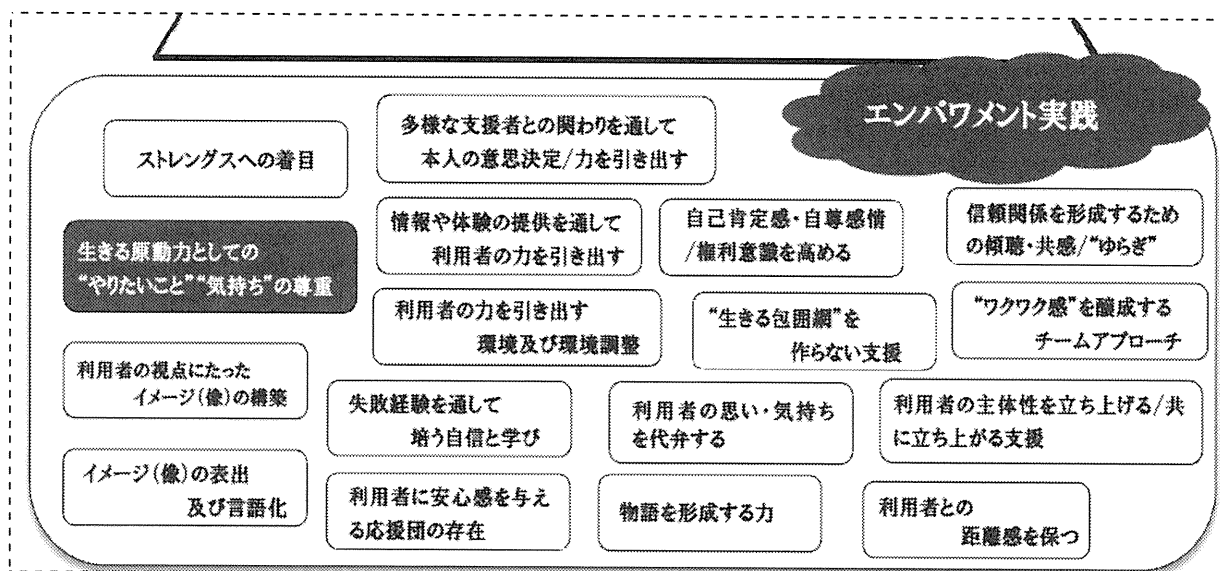 エンパワメント実践
ストレングスへの着目
多様な支援者との関わりを通して
本人の意思決定/力を引き出す
生きる原動力としての
“やりたいこと”“気持ち”の尊重
情報や体験の提供を通して
利用者の力を引き出す
自己肯定感・自尊感情
/権利意識を高める
信頼関係を形成するため
の傾聴・共感/“ゆらぎ”
利用者の力を引き出す
環境及び環境調整
“生きる包囲網”を
作らない支援
“ワクワク感”を醸成する
チームアプローチ
利用者の視点にたった
イメージ(像)の構築
失敗経験を通して
培う自信と学び
利用者の思い・気持ち
を代弁する
利用者の主体性を立ち上げる/共
に立ち上がる支援
イメージ(像)の表出
及び言語化
利用者に安心感を与え
る応援団の存在
物語を形成する力
利用者との
距離感を保つ